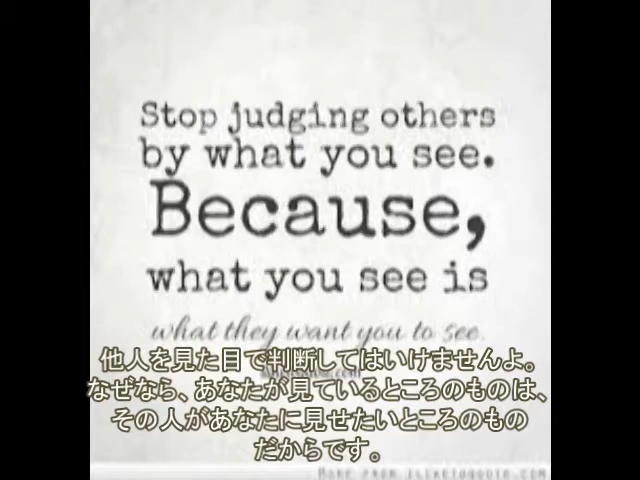 Stop judging others
by what you see.
Because,
what you see is
what they want you to see.
他人を見た目で判断してはいけませんよ。
なぜなら、あなたが見ているところのものは、
その人があなたに見せたいところのもの
だからです。